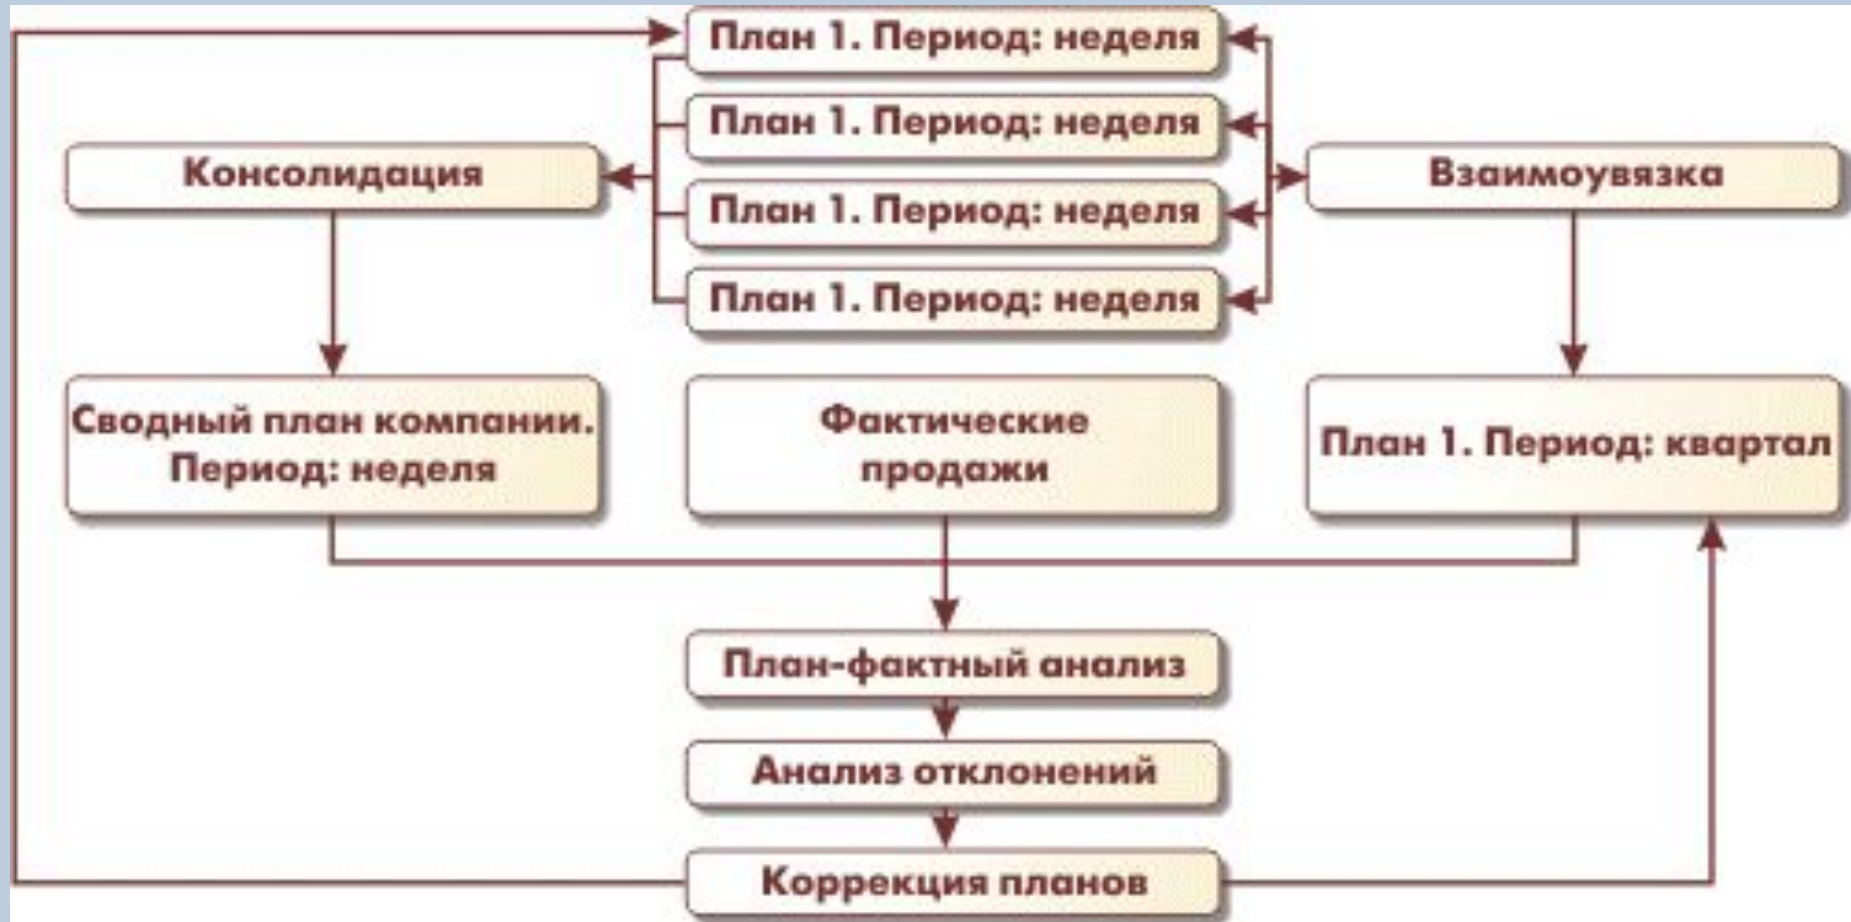 План 1. Период: неделя
План 1. Период: неделя
План 1. Период: неделя
План 1. Период: неделя
Консолидация
Взаимоувязка
Сводный план компании.
Период: неделя
Фактические
продажи
План 1. Период: квартал
План-фактный анализ
Анализ отклонений
Коррекция планов